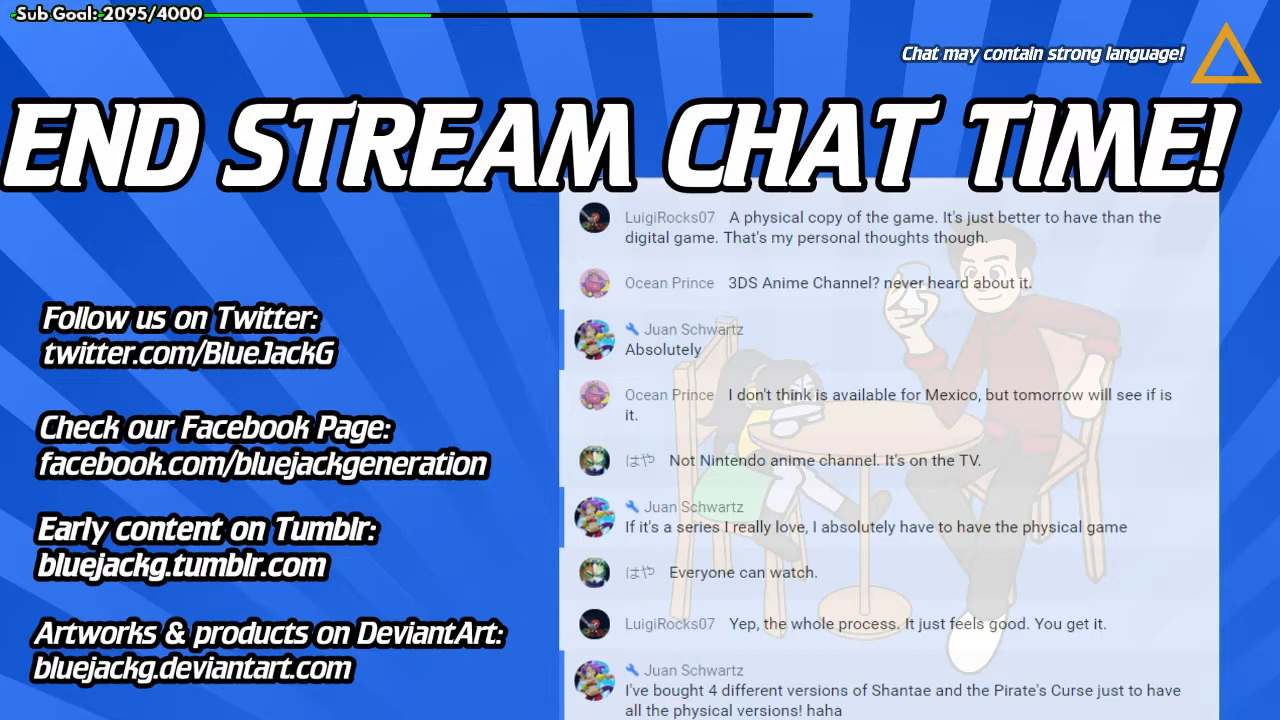 Sub Goal: 2095/4000
Chat may contain strong language!
END STREAM CHAT TIME!
LuigiRocks07 A physical copy of the game. It's just better to have than the
digital game. That's my personal thoughts though.
Ocean Prince 3DS Anime Channel? never heard about it.
Juan Schwartz
Absolutely
Ocean Prince I don't think is available for Mexico, but tomorrow will see if is
it.
はや Not Nintendo anime channel. It's on the TV.
Juan Schwartz
If it's a series I really love, I absolutely have to have the physical game
はや Everyone can watch.
LuigiRocks07 Yep, the whole process. It just feels good. You get it.
Juan Schwartz
I've bought 4 different versions of Shantae and the Pirate's Curse just to have
all the physical versions! haha
Follow us on Twitter:
twitter.com/BlueJackG
Check our Facebook Page:
facebook.com/bluejackgeneration
Early content on Tumblr:
bluejackg.tumblr.com
Artworks & products on DeviantArt:
bluejackg.deviantart.com